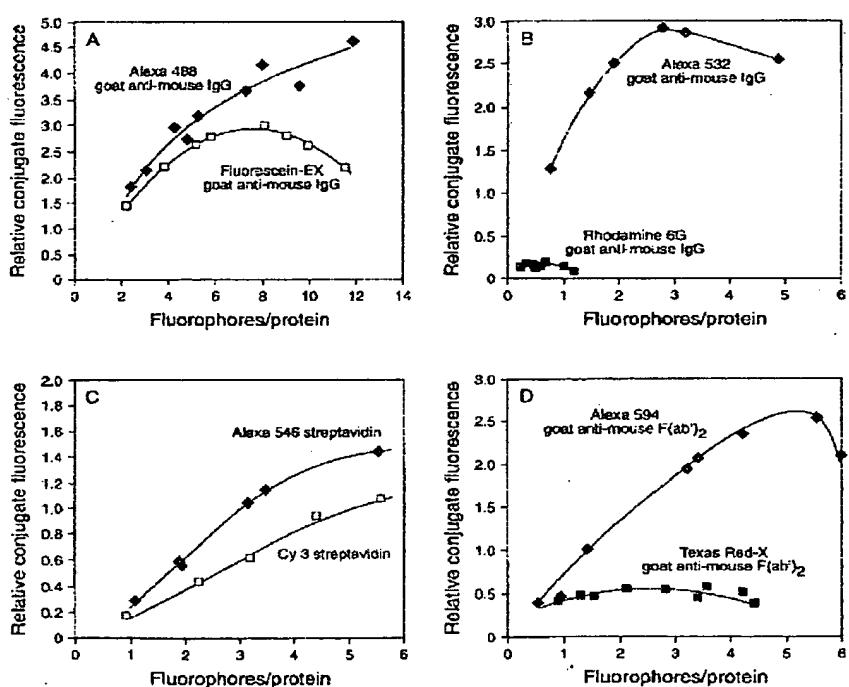 A
Relative conjugate fluorescence
5.0
4.5
4.0
3.5
3.0
2.5
2.0
1.5
1.0
0.5
0
Alexa 488
goat anti-mouse IgG
Fluorescein-EX
goat anti-mouse IgG
0 2 4 6 8 10 12 14
Fluorophores/protein
B
Relative conjugate fluorescence
3.0
2.5
2.0
1.5
1.0
0.5
0
Alexa 532
goat anti-mouse IgG
Rhodamine 6G
goat anti-mouse IgG
0 1 2 3 4 5 6
Fluorophores/protein
C
Relative conjugate fluorescence
2.0
1.8
1.6
1.4
1.2
1.0
0.8
0.6
0.4
0.2
0
Alexa 546 streptavidin
Cy 3 streptavidin
0 1 2 3 4 5 6
Fluorophores/protein
D
Relative conjugate fluorescence
3.0
2.5
2.0
1.5
1.0
0.5
0
Alexa 594
goat anti-mouse F(ab')2
Texas Red-X
goat anti-mouse F(ab')2
0 1 2 3 4 5 6
Fluorophores/protein